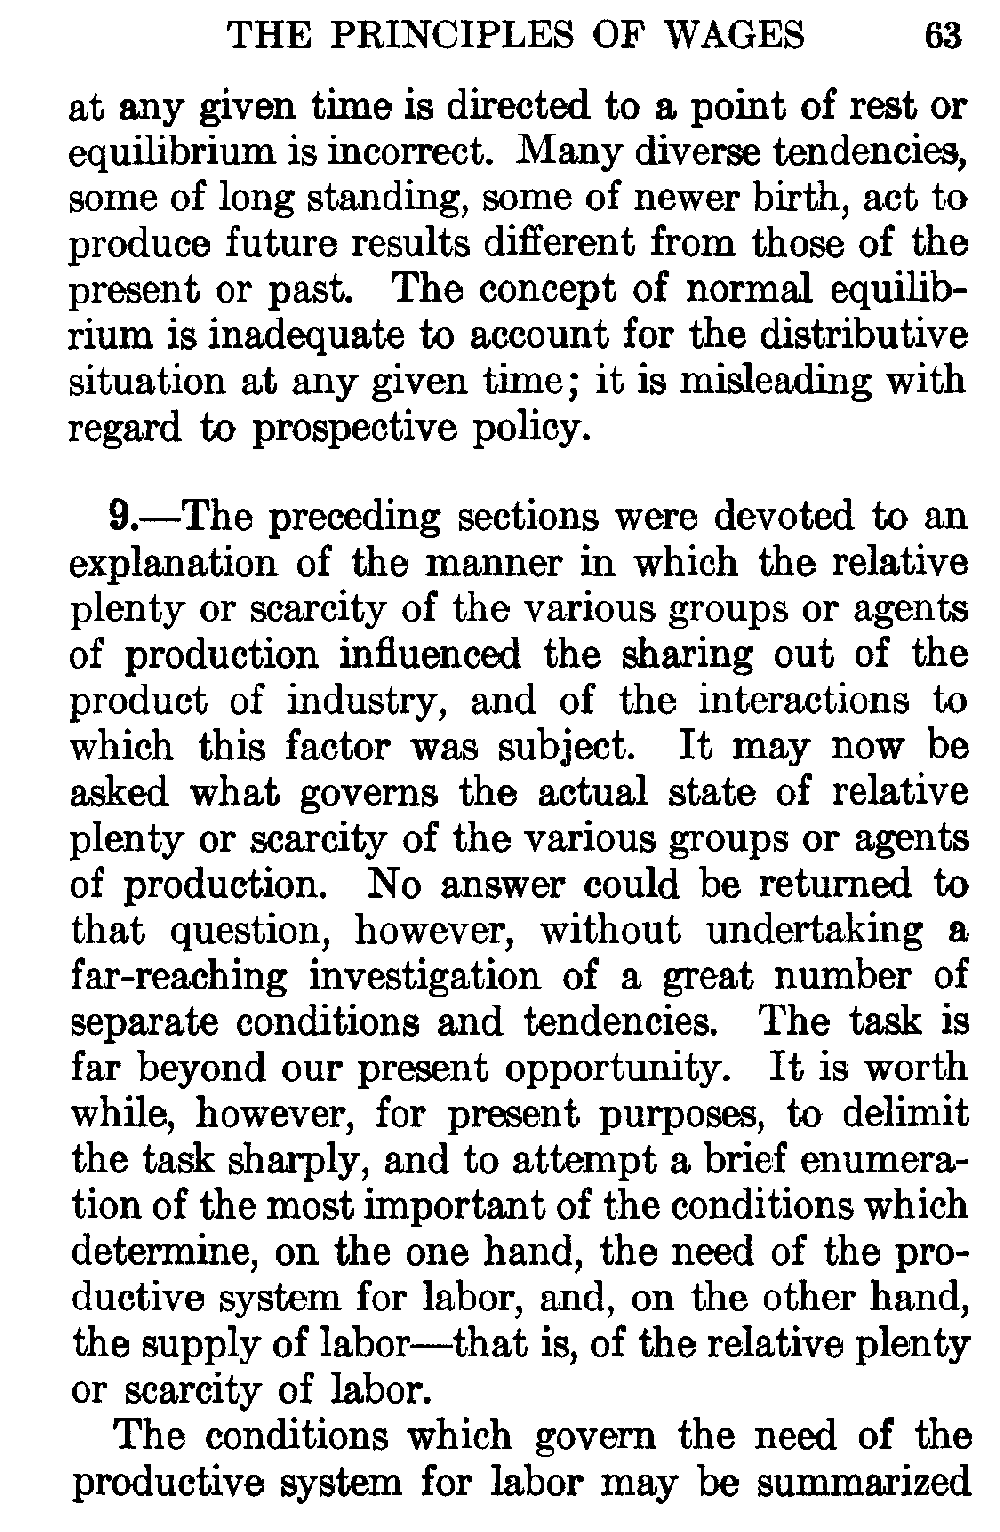 THE PRINCIPLES OF WAGES 63
at any given time is directed to a point of rest or
equilibrium is incorrect. Many diverse tendencies,
some of long standing, some of newer birth, act to
produce future results different from those of the
present or past. The concept of normal equilib-
rium is inadequate to account for the distributive
situation at any given time; it is misleading with
regard to prospective policy.
9.—The preceding sections were devoted to an
explanation of the manner in which the relative
plenty or scarcity of the various groups or agents
of production influenced the sharing out of the
product of industry, and of the interactions to
which this factor was subject. It may now be
asked what governs the actual state of relative
plenty or scarcity of the various groups or agents
of production. No answer could be returned to
that question, however, without undertaking a
far-reaching investigation of a great number of
separate conditions and tendencies. The task is
far beyond our present opportunity. It is worth
while, however, for present purposes, to delimit
the task sharply, and to attempt a brief enumera-
tion of the most important of the conditions which
determine, on the one hand, the need of the pro-
ductive system for labor, and, on the other hand,
the supply of labor—that is, of the relative plenty
or scarcity of labor.
The conditions which govern the need of the
productive system for labor may be summarized